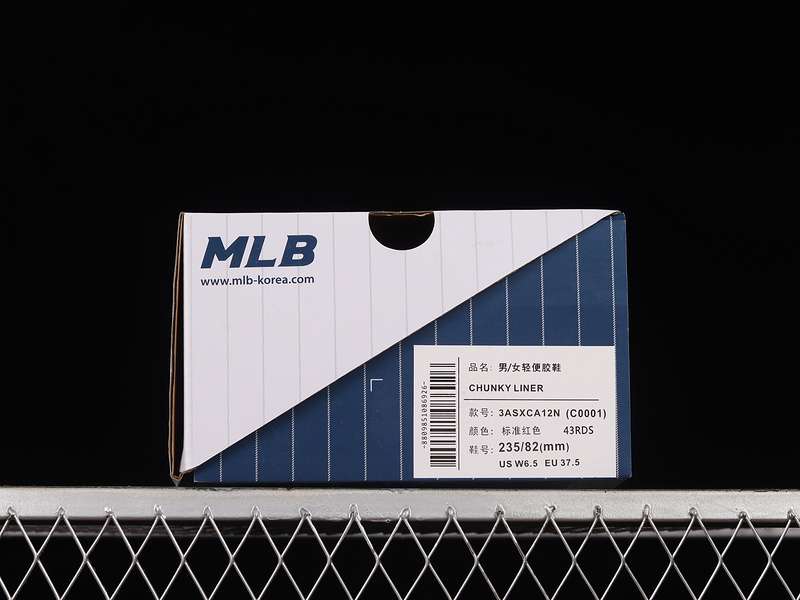 MLB
www.mlb-korea.com
品名: 男/女轻便胶鞋
CHUNKY LINER
款号: 3ASXCA12N (C0001)
颜色: 标准红色 43RDS
鞋号: 235/82(mm)
US W6.5 EU 37.5
-8809851086926-